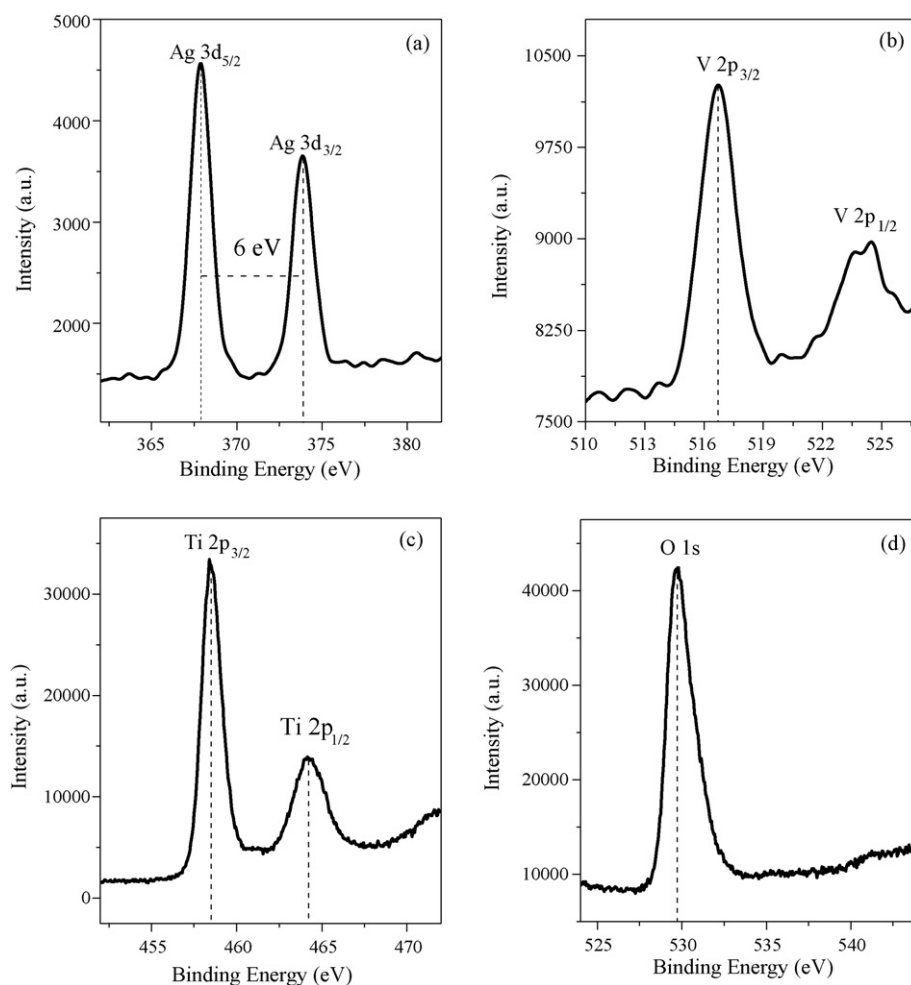 (a)
Ag 3d5/2
Ag 3d3/2
6 eV
Intensity (a.u.)
5000
4000
3000
2000
365 370 375 380
Binding Energy (eV)
(b)
V 2p3/2
V 2p1/2
Intensity (a.u.)
10500
9750
9000
8250
7500
510 513 516 519 522 525
Binding Energy (eV)
(c)
Ti 2p3/2
Ti 2p1/2
Intensity (a.u.)
30000
20000
10000
0
455 460 465 470
Binding Energy (eV)
(d)
O 1s
Intensity (a.u.)
40000
30000
20000
10000
525 530 535 540
Binding Energy (eV)